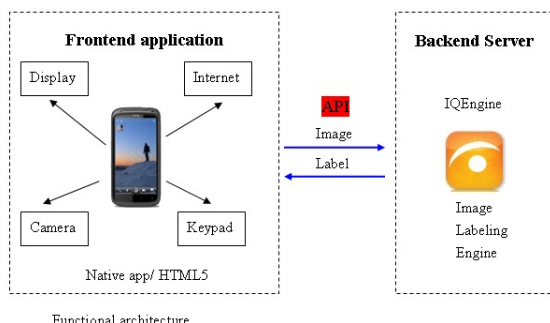 Frontend application
Display
Internet
Camera
Keypad
Native app/ HTML5
API
Image
Label
Backend Server
IQEngine
Image
Labeling
Engine
Functional architecture